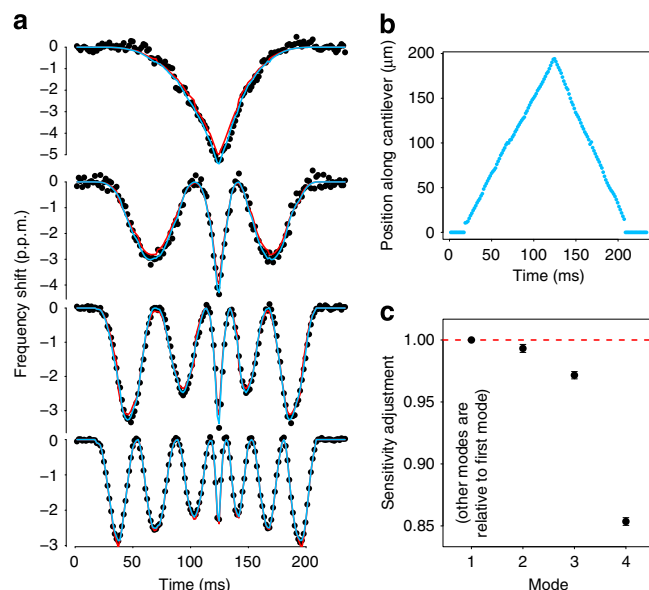 a
0
−1
−2
−3
−4
−5
0
−1
−2
−3
−4
0
−1
−2
−3
0
−1
−2
−3
Frequency shift (p.p.m.)
0 50 100 150 200
Time (ms)
b
200
150
100
50
0
Position along cantilever (μm)
0 50 100 150 200
Time (ms)
c
1.00
0.95
0.90
0.85
Sensitivity adjustment
(other modes are
relative to first mode)
1 2 3 4
Mode